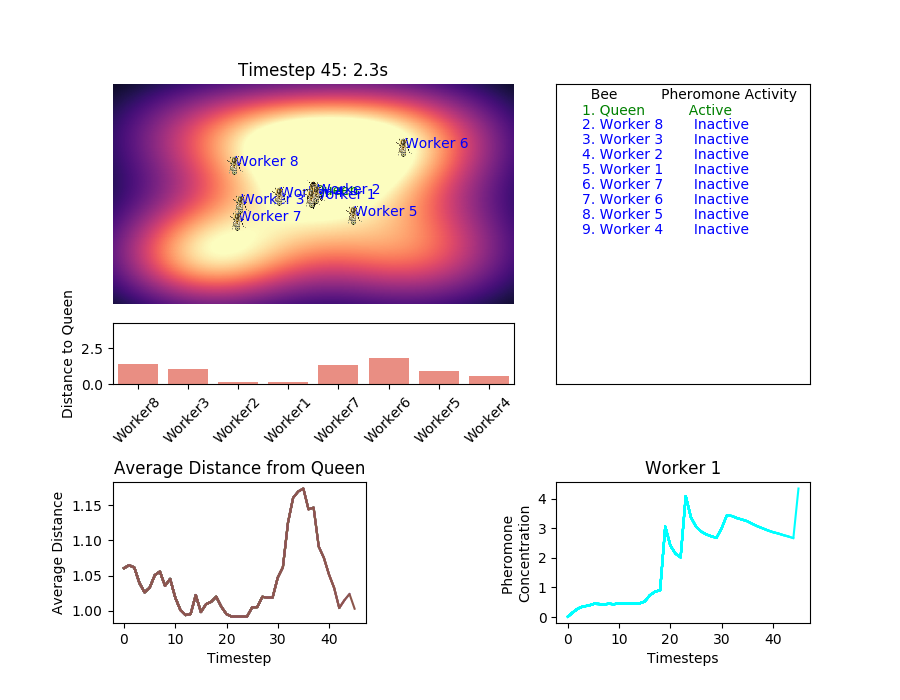 Timestep 45: 2.3s
Worker 6
Worker 8
Worker 2
Worker 1
Worker 3
Worker 5
Worker 7
Bee Pheromone Activity
1. Queen Active
2. Worker 8 Inactive
3. Worker 3 Inactive
4. Worker 2 Inactive
5. Worker 1 Inactive
6. Worker 7 Inactive
7. Worker 6 Inactive
8. Worker 5 Inactive
9. Worker 4 Inactive
Distance to Queen
2.5
0.0
Worker8
Worker3
Worker2
Worker1
Worker7
Worker6
Worker5
Worker4
Average Distance from Queen
Average Distance
1.15
1.10
1.05
1.00
0 20 40
Timestep
Worker 1
Pheromone
Concentration
4
3
2
1
0
0 10 20 30 40
Timesteps